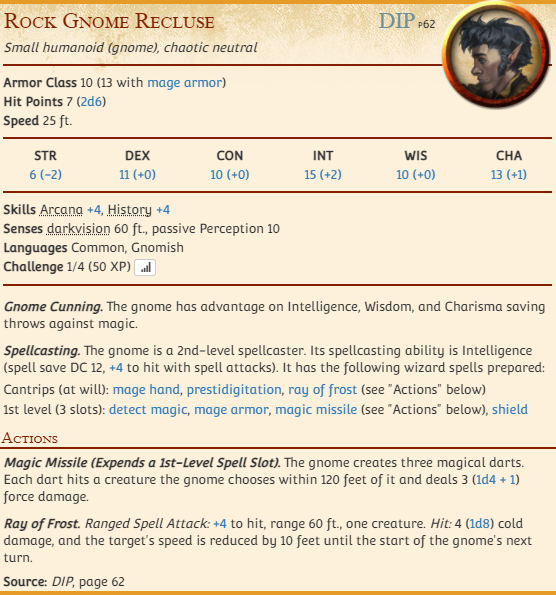 Rock Gnome Recluse DIP p62
Small humanoid (gnome), chaotic neutral
Armor Class 10 (13 with mage armor)
Hit Points 7 (2d6)
Speed 25 ft.
STR DEX CON INT WIS CHA
6 (−2) 11 (+0) 10 (+0) 15 (+2) 10 (+0) 13 (+1)
Skills Arcana +4, History +4
Senses darkvision 60 ft., passive Perception 10
Languages Common, Gnomish
Challenge 1/4 (50 XP)
Gnome Cunning. The gnome has advantage on Intelligence, Wisdom, and Charisma saving
throws against magic.
Spellcasting. The gnome is a 2nd-level spellcaster. Its spellcasting ability is Intelligence
(spell save DC 12, +4 to hit with spell attacks). It has the following wizard spells prepared:
Cantrips (at will): mage hand, prestidigitation, ray of frost (see "Actions" below)
1st level (3 slots): detect magic, mage armor, magic missile (see "Actions" below), shield
Actions
Magic Missile (Expends a 1st-Level Spell Slot). The gnome creates three magical darts.
Each dart hits a creature the gnome chooses within 120 feet of it and deals 3 (1d4 + 1)
force damage.
Ray of Frost. Ranged Spell Attack: +4 to hit, range 60 ft., one creature. Hit: 4 (1d8) cold
damage, and the target's speed is reduced by 10 feet until the start of the gnome's next
turn.
Source: DIP, page 62